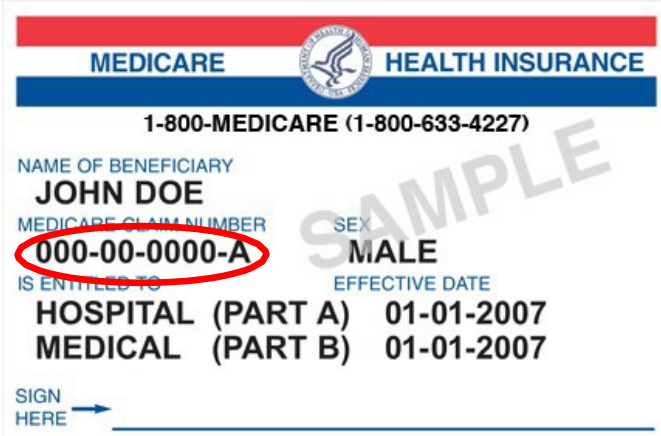 MEDICARE HEALTH INSURANCE
1-800-MEDICARE (1-800-633-4227)
NAME OF BENEFICIARY
JOHN DOE
MEDICARE CLAIM NUMBER SEX
000-00-0000-A MALE
IS ENTITLED TO EFFECTIVE DATE
HOSPITAL (PART A) 01-01-2007
MEDICAL (PART B) 01-01-2007
SIGN
HERE
SAMPLE